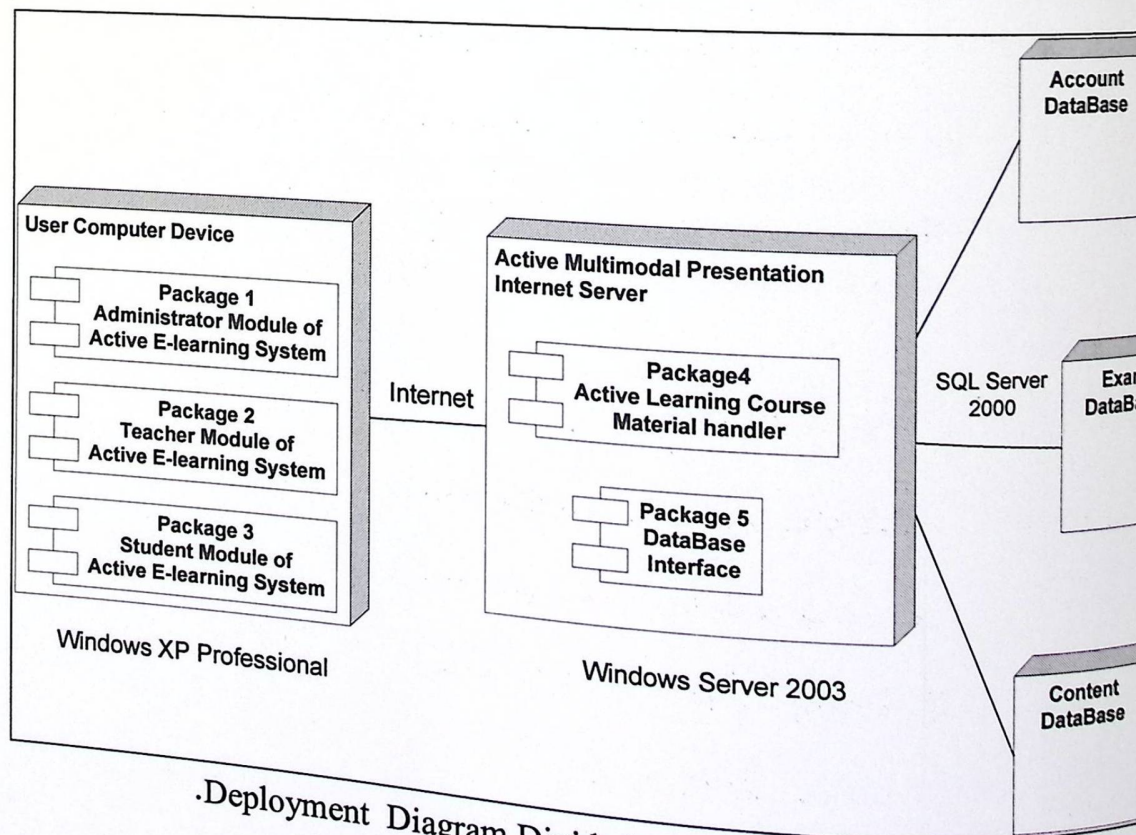 User Computer Device
Package 1
Administrator Module of
Active E-learning System
Package 2
Teacher Module of
Active E-learning System
Package 3
Student Module of
Active E-learning System
Windows XP Professional
Internet
Active Multimodal Presentation
Internet Server
Package4
Active Learning Course
Material handler
Package 5
DataBase
Interface
Windows Server 2003
SQL Server
2000
Account
DataBase
Content
DataBase
.Deployment Diagram